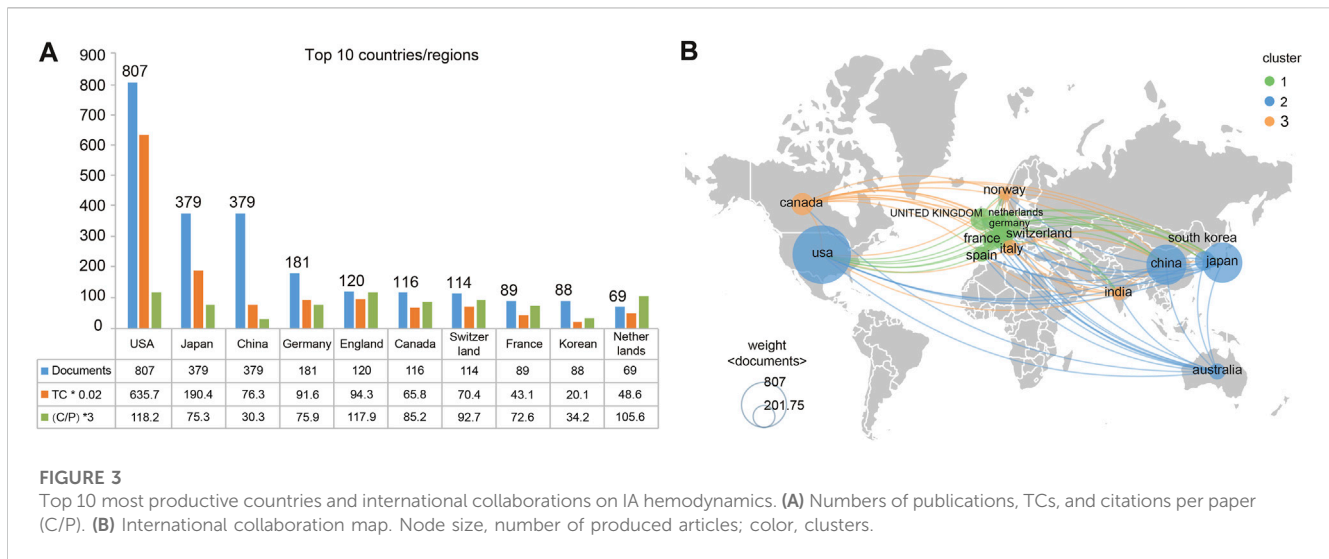 A
Top 10 countries/regions
900
800
700
600
500
400
300
200
100
0
807
379
379
181
120
116
114
89
88
69
USA Japan China Germany England Canada Switzer land France Korean Nether lands
Documents 807 379 379 181 120 116 114 89 88 69
TC * 0.02 635.7 190.4 76.3 91.6 94.3 65.8 70.4 43.1 20.1 48.6
(C/P) *3 118.2 75.3 30.3 75.9 117.9 85.2 92.7 72.6 34.2 105.6
B
cluster
1
2
3
norway
canada
UNITED KINGDOM
netherlands
germany
switzerland
france
italy
spain
usa
south korea
china
japan
india
australia
weight
<documents>
807
201.75
FIGURE 3
Top 10 most productive countries and international collaborations on IA hemodynamics. (A) Numbers of publications, TCs, and citations per paper
(C/P). (B) International collaboration map. Node size, number of produced articles; color, clusters.